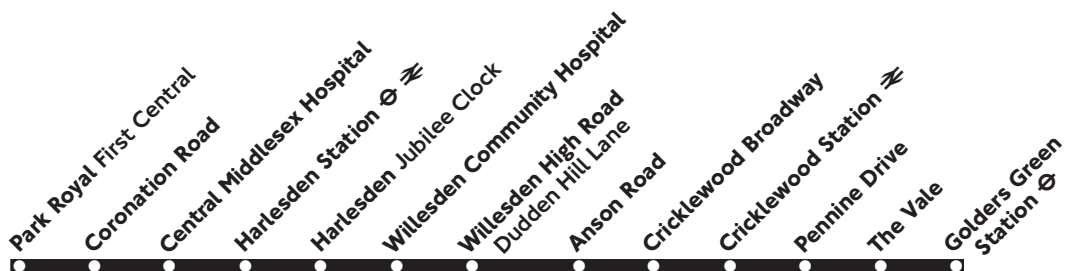 Park Royal First Central
Coronation Road
Central Middlesex Hospital
Harlesden Station
Harlesden Jubilee Clock
Willesden Community Hospital
Willesden High Road
Dudden Hill Lane
Anson Road
Cricklewood Broadway
Cricklewood Station
Pennine Drive
The Vale
Golders Green
Station